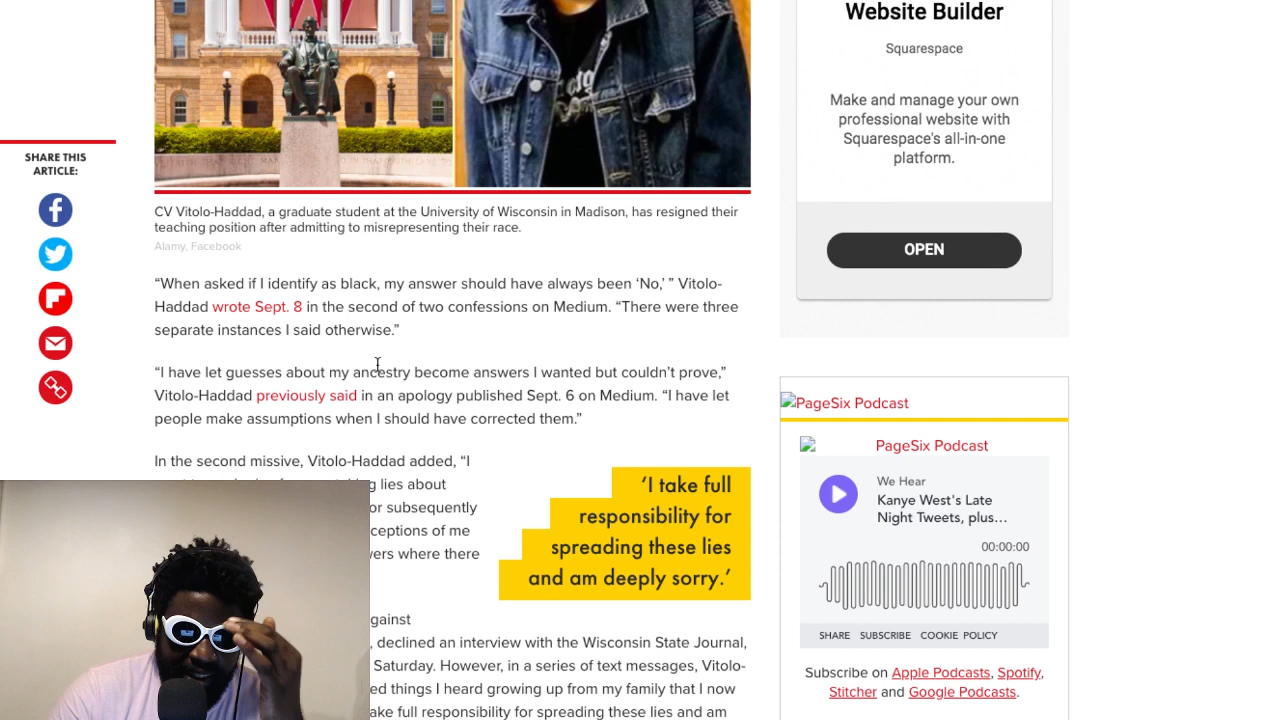 SHARE THIS
ARTICLE:
CV Vitolo-Haddad, a graduate student at the University of Wisconsin in Madison, has resigned their
teaching position after admitting to misrepresenting their race.
Alamy, Facebook
“When asked if I identify as black, my answer should have always been ‘No,’ ” Vitolo-
Haddad wrote Sept. 8 in the second of two confessions on Medium. “There were three
separate instances I said otherwise.”
“I have let guesses about my ancestry become answers I wanted but couldn’t prove,”
Vitolo-Haddad previously said in an apology published Sept. 6 on Medium. “I have let
people make assumptions when I should have corrected them.”
In the second missive, Vitolo-Haddad added, “I
lies about
or subsequently
of me
where there
‘I take full
responsibility for
spreading these lies
and am deeply sorry.’
, declined an interview with the Wisconsin State Journal,
Saturday. However, in a series of text messages, Vitolo-
things I heard growing up from my family that I now
full responsibility for spreading these lies and am
Website Builder
Squarespace
Make and manage your own
professional website with
Squarespace's all-in-one
platform.
OPEN
PageSix Podcast
PageSix Podcast
We Hear
Kanye West's Late
Night Tweets, plus…
00:00:00
SHARE SUBSCRIBE COOKIE POLICY
Subscribe on Apple Podcasts, Spotify,
Stitcher and Google Podcasts.